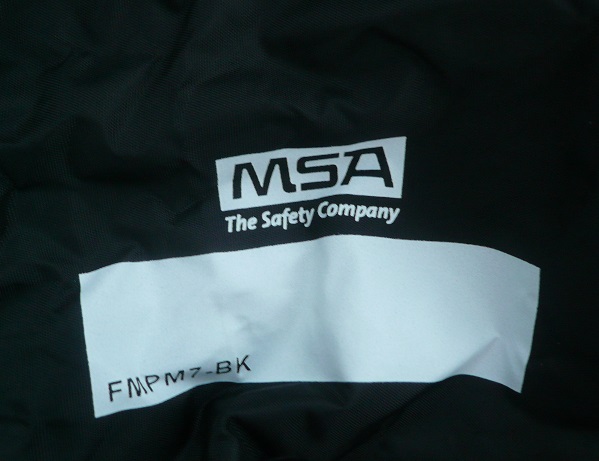 MSA
The Safety Company
FMPM7-BK